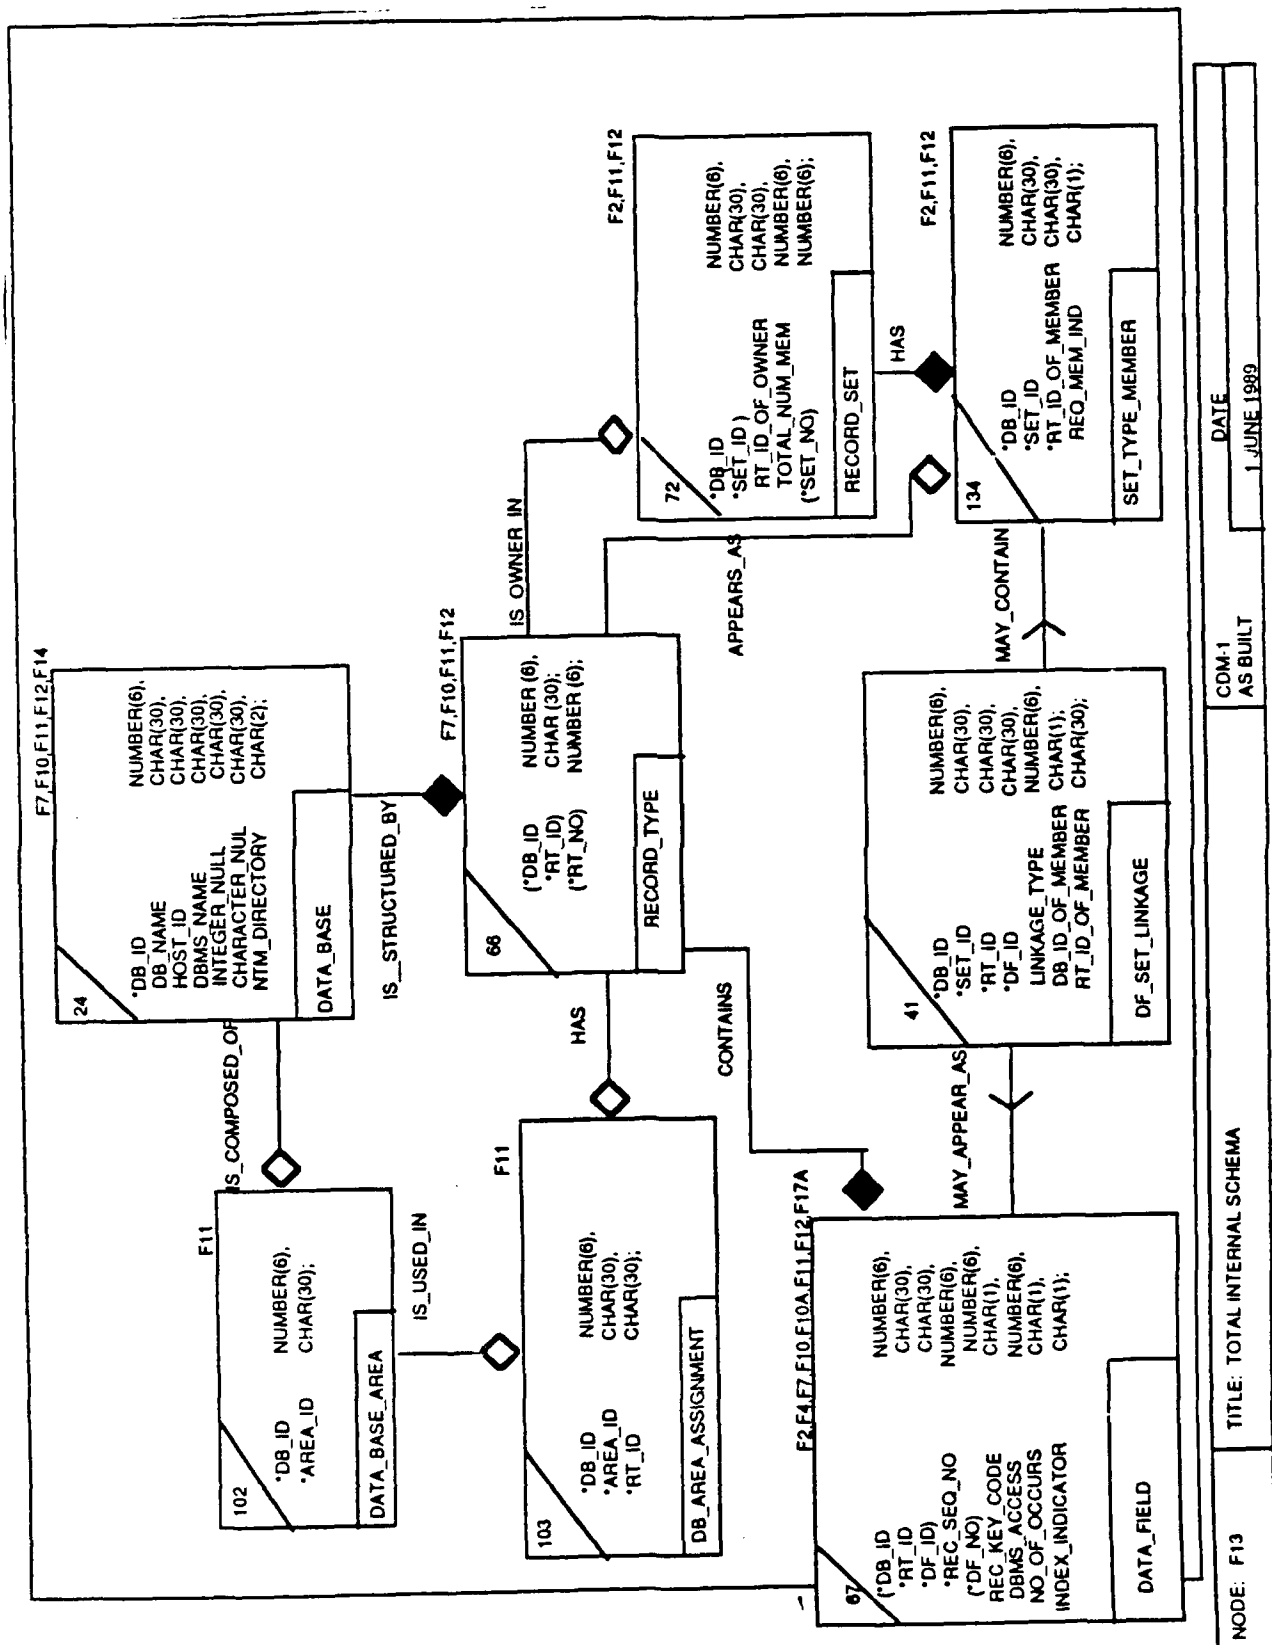 F7,F10,F11,F12,F14
24
*DB_ID NUMBER(6),
DB_NAME CHAR(30),
HOST_ID CHAR(30),
DBMS_NAME CHAR(30),
INTEGER_NULL CHAR(30),
CHARACTER_NUL CHAR(30),
NTM_DIRECTORY CHAR(2);
DATA_BASE
IS_COMPOSED_OF
IS_STRUCTURED_BY
F11
102
*DB_ID NUMBER(6),
*AREA_ID CHAR(30);
DATA_BASE_AREA
IS_USED_IN
F7,F10,F11,F12
66
(*DB_ID NUMBER (6),
*RT_ID) CHAR (30);
(*RT_NO) NUMBER (6);
RECORD_TYPE
HAS
IS OWNER IN
F2,F11,F12
72
*DB_ID NUMBER(6),
*SET_ID ) CHAR(30),
RT_ID_OF_OWNER CHAR(30),
TOTAL_NUM_MEM NUMBER(6),
(*SET_NO) NUMBER(6);
RECORD_SET
HAS
F11
103
*DB_ID NUMBER(6),
*AREA_ID CHAR(30),
*RT_ID CHAR(30);
DB_AREA_ASSIGNMENT
CONTAINS
APPEARS_AS
F2,F4,F7,F10,F10A,F11,F12,F17A
67
(*DB_ID NUMBER(6),
*RT_ID CHAR(30),
*DF_ID) CHAR(30),
*REC_SEQ_NO NUMBER(6),
(*DF_NO) NUMBER(6),
REC_KEY_CODE CHAR(1),
DBMS_ACCESS NUMBER(6),
NO_OF_OCCURS CHAR(1),
INDEX_INDICATOR CHAR(1);
DATA_FIELD
MAY_APPEAR_AS
41
*DB_ID NUMBER(6),
*SET_ID CHAR(30),
*RT_ID CHAR(30),
*DF_ID CHAR(30),
LINKAGE_TYPE NUMBER(6),
DB_ID_OF_MEMBER CHAR(1);
RT_ID_OF_MEMBER CHAR(30);
DF_SET_LINKAGE
MAY_CONTAIN
F2,F11,F12
134
*DB_ID NUMBER(6),
*SET_ID CHAR(30),
*RT_ID_OF_MEMBER CHAR(30),
REQ_MEM_IND CHAR(1);
SET_TYPE_MEMBER
NODE: F13
TITLE: TOTAL INTERNAL SCHEMA
CDM-1
AS BUILT
DATE
1 JUNE 1989